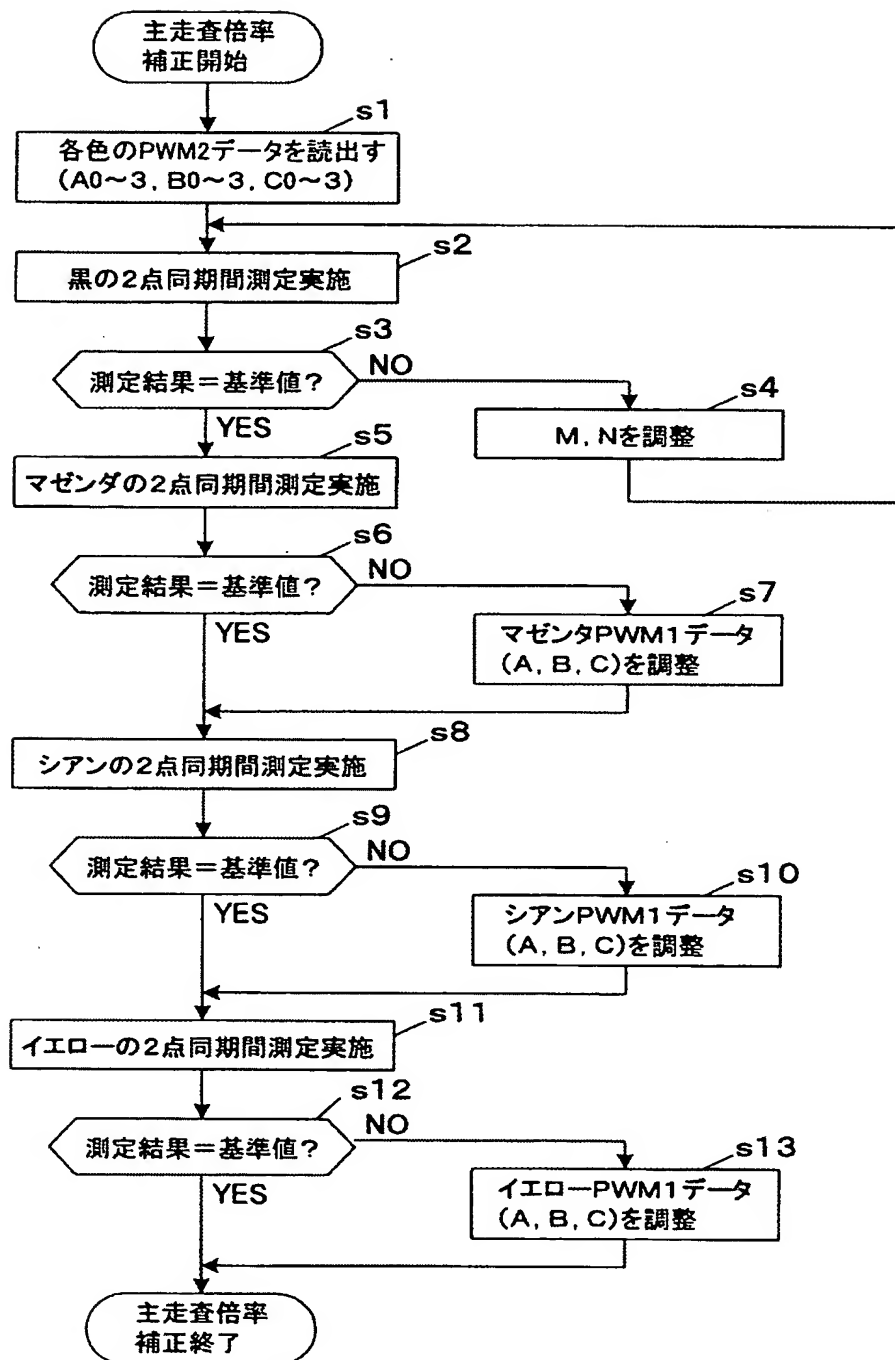 主走査倍率
補正開始
s1
各色のPWM2データを読出す
(A0～3, B0～3, C0～3)
s2
黒の2点同期間測定実施
s3
測定結果＝基準値？
NO
YES
s4
M, Nを調整
s5
マゼンダの2点同期間測定実施
s6
測定結果＝基準値？
NO
YES
s7
マゼンタPWM1データ
(A, B, C)を調整
s8
シアンの2点同期間測定実施
s9
測定結果＝基準値？
NO
YES
s10
シアンPWM1データ
(A, B, C)を調整
s11
イエローの2点同期間測定実施
s12
測定結果＝基準値？
NO
YES
s13
イエローPWM1データ
(A, B, C)を調整
主走査倍率
補正終了